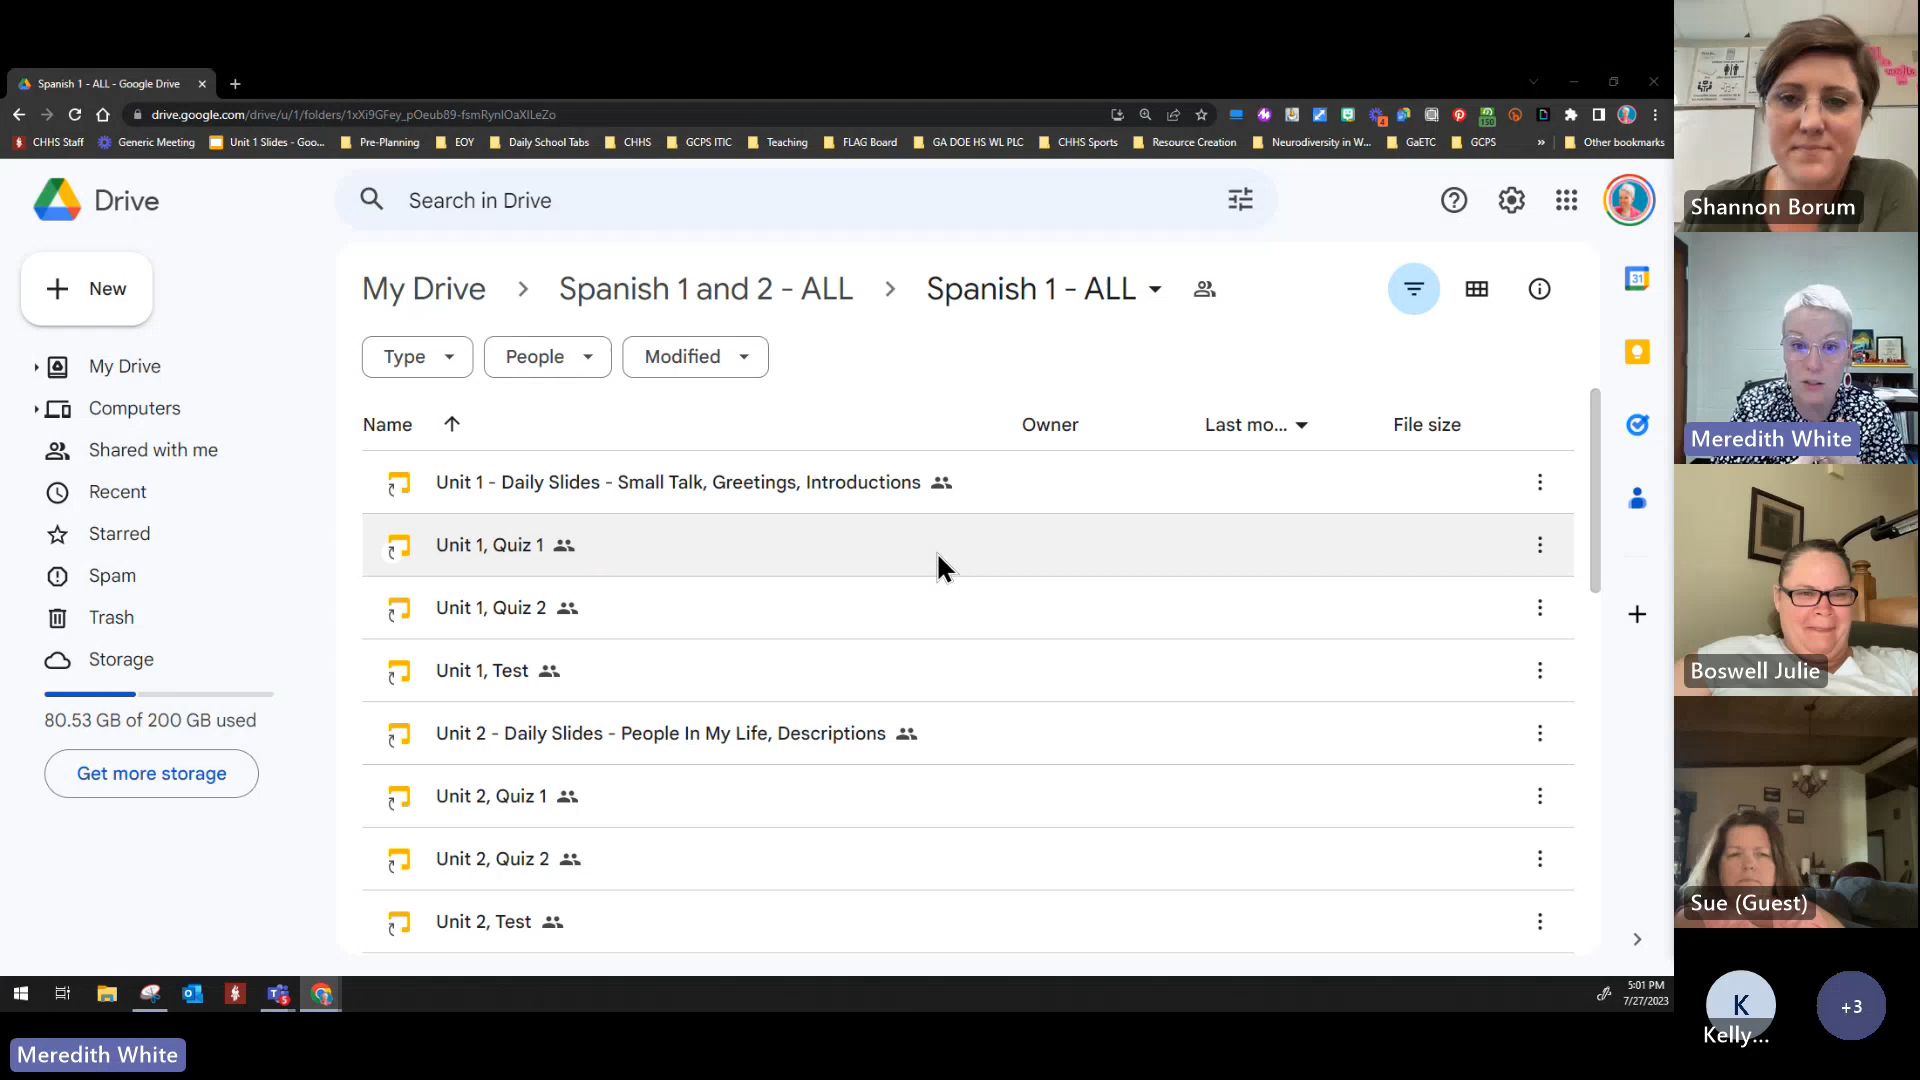 Spanish 1 - ALL - Google Drive
drive.google.com/drive/u/1/folders/1xXi9GFey_pOeub89-fsmRynlOaXlLeZo
CHHS Staff
Generic Meeting
Unit 1 Slides - Goo...
Pre-Planning
EOY
Daily School Tabs
CHHS
GCPS ITIC
Teaching
FLAG Board
GA DOE HS WL PLC
CHHS Sports
Resource Creation
Neurodiversity in W...
GaETC
GCPS
»
Other bookmarks
Drive
Search in Drive
New
My Drive
Computers
Shared with me
Recent
Starred
Spam
Trash
Storage
80.53 GB of 200 GB used
Get more storage
My Drive > Spanish 1 and 2 - ALL > Spanish 1 - ALL
Type
People
Modified
Name
Owner
Last mo...
File size
Unit 1 - Daily Slides - Small Talk, Greetings, Introductions
Unit 1, Quiz 1
Unit 1, Quiz 2
Unit 1, Test
Unit 2 - Daily Slides - People In My Life, Descriptions
Unit 2, Quiz 1
Unit 2, Quiz 2
Unit 2, Test
31
150
5:01 PM
7/27/2023
Shannon Borum
Meredith White
Boswell Julie
Sue (Guest)
K
Kelly...
+3
Meredith White